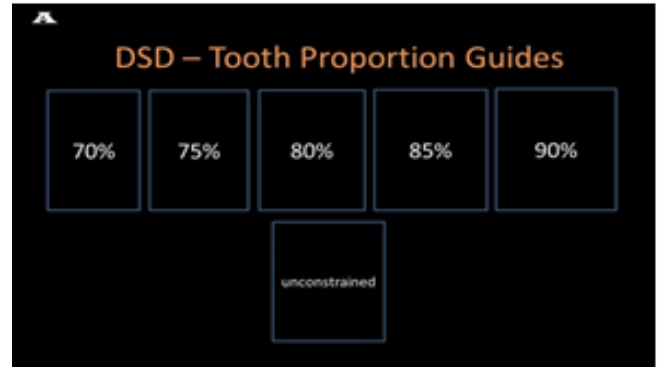 A
DSD – Tooth Proportion Guides
70% 75% 80% 85% 90%
unconstrained